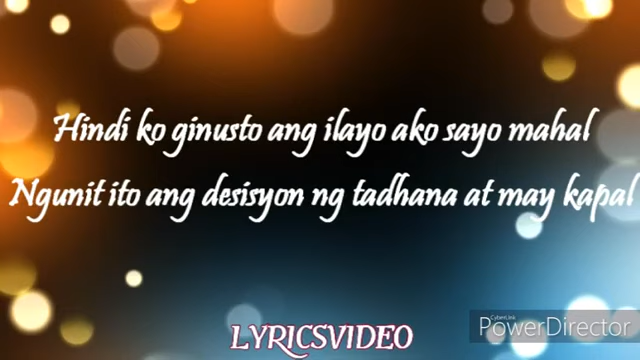 Hindi ko ginusto ang ilayo ako sayo mahal
Ngunit ito ang desisyon ng tadhana at may kapal
LYRICSVIDEO
CyberLink
PowerDirector